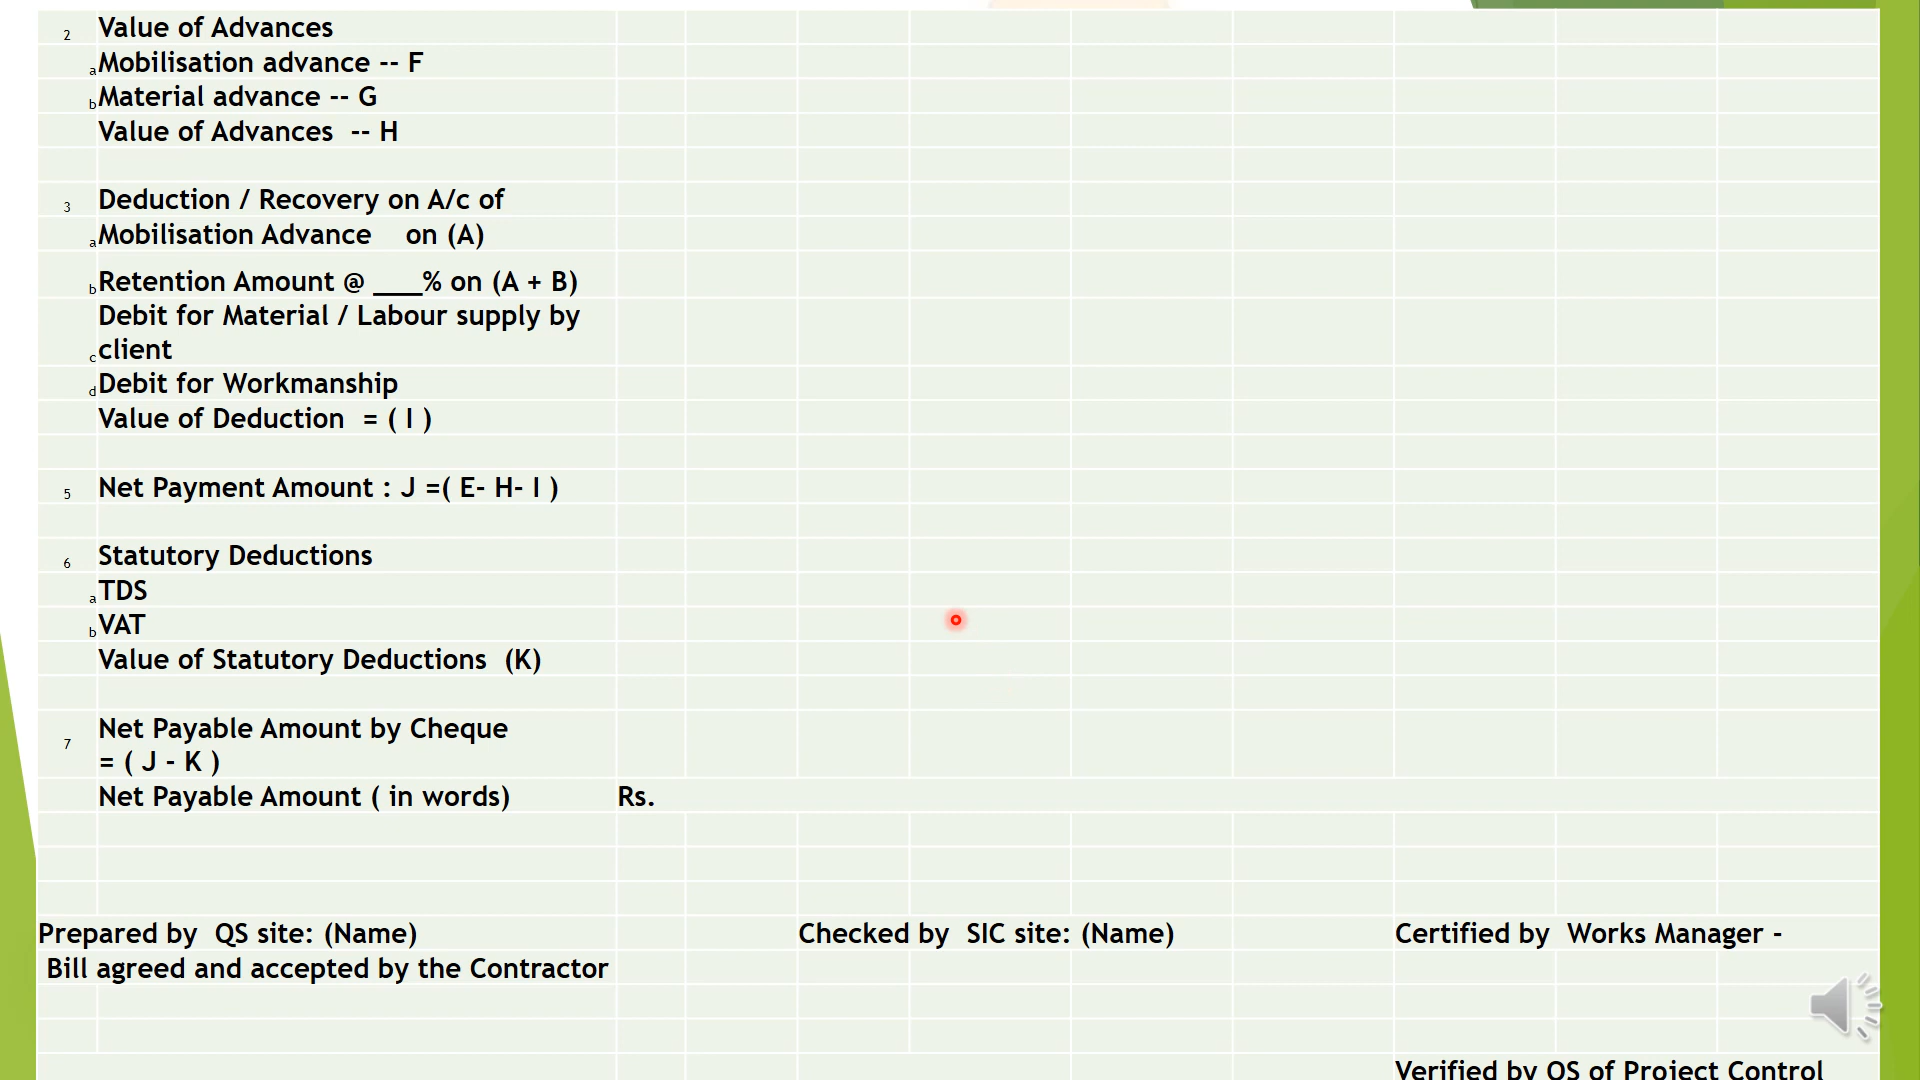 2 Value of Advances
a Mobilisation advance -- F
b Material advance -- G
Value of Advances -- H
3 Deduction / Recovery on A/c of
a Mobilisation Advance on (A)
b Retention Amount @ ___% on (A + B)
Debit for Material / Labour supply by
c client
d Debit for Workmanship
Value of Deduction = ( I )
5 Net Payment Amount : J =( E- H- I )
6 Statutory Deductions
a TDS
b VAT
Value of Statutory Deductions (K)
7 Net Payable Amount by Cheque
= ( J - K )
Net Payable Amount ( in words) Rs.
Prepared by QS site: (Name) Checked by SIC site: (Name) Certified by Works Manager -
Bill agreed and accepted by the Contractor
Verified by QS of Project Control